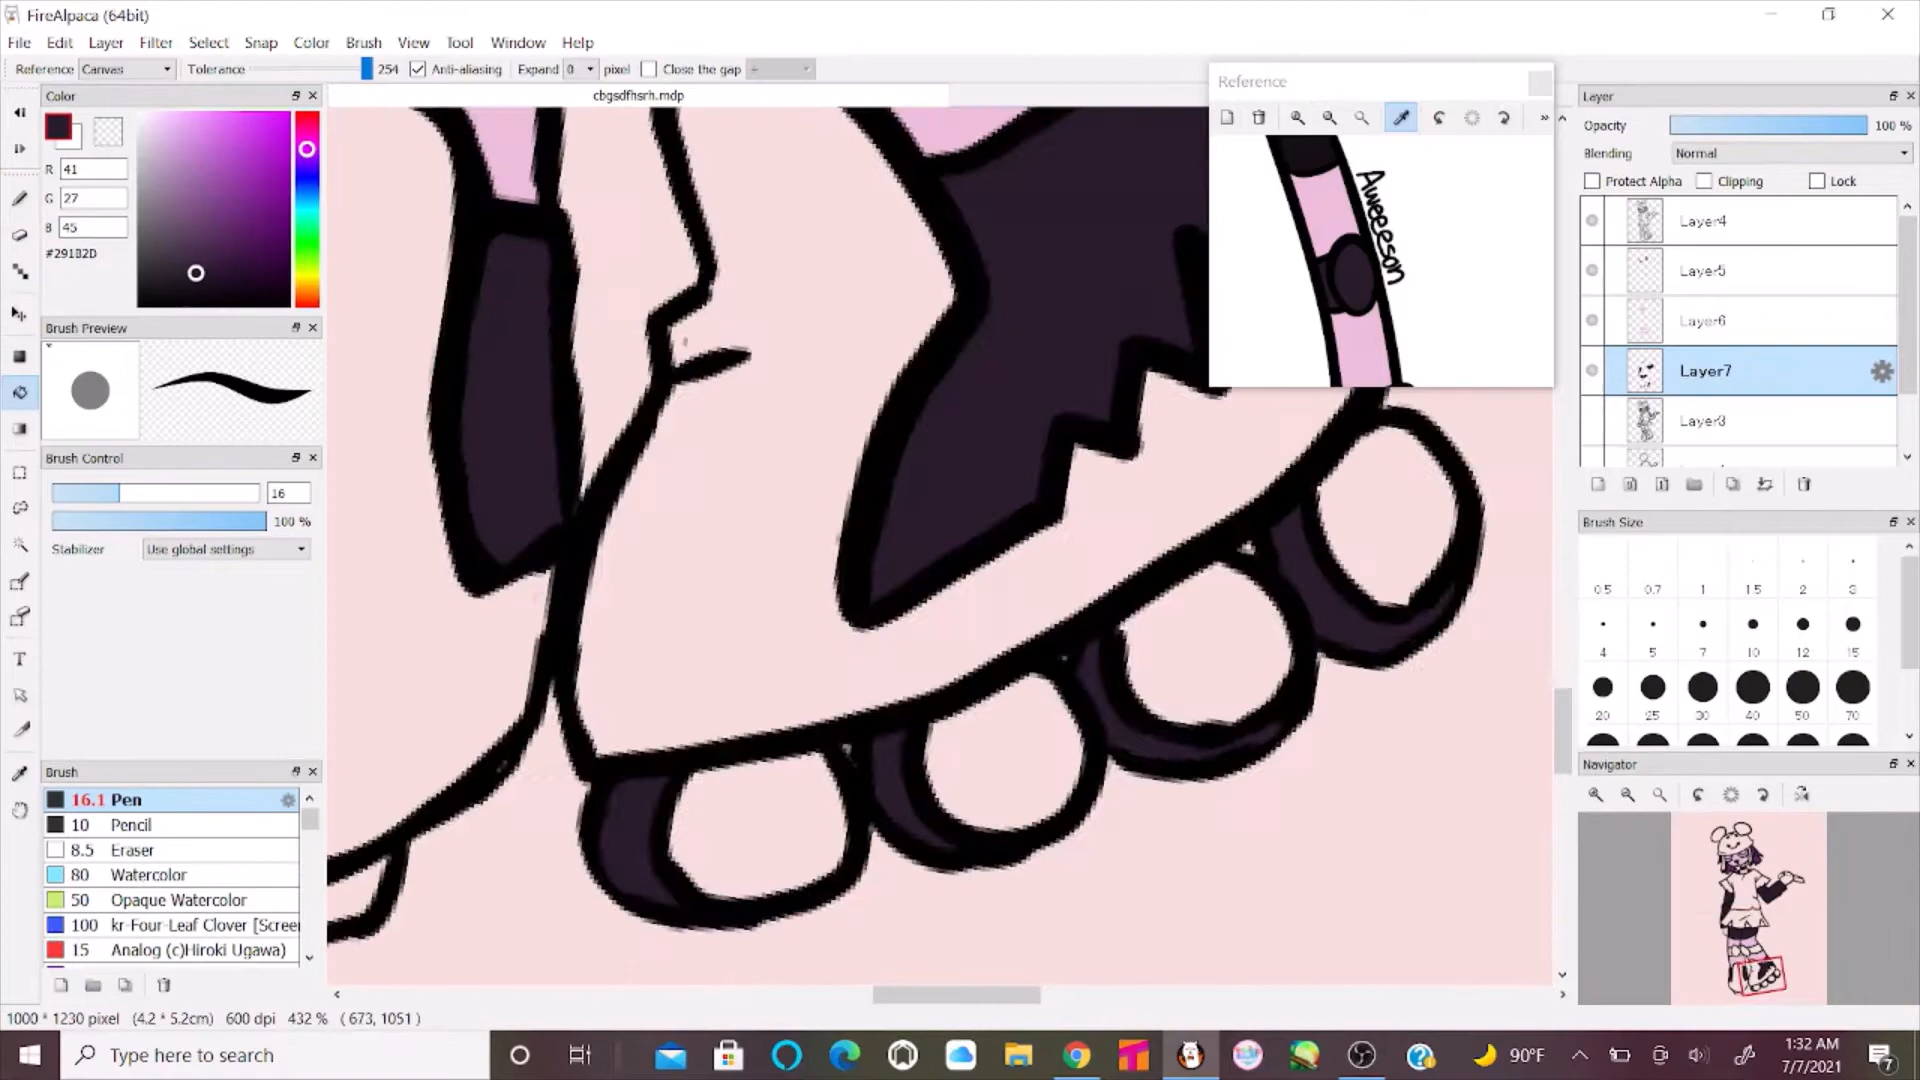 FireAlpaca (64bit)
File Edit Layer Filter Select Snap Color Brush View Tool Window Help
Reference Canvas Tolerance 254 Anti-aliasing Expand 0 pixel Close the gap
Color
cbgsdfhsrh.mdp
Reference
Layer
R 41
G 27
B 45
#291B2D
Opacity 100 %
Blending Normal
Protect Alpha Clipping Lock
Layer4
Layer5
Layer6
Layer7
Layer3
Aweeeson
Brush Preview
Brush Control
16
100 %
Stabilizer Use global settings
Brush Size
0.5 0.7 1 1.5 2 3
4 5 7 10 12 15
20 25 30 40 50 70
Navigator
Brush
16.1 Pen
10 Pencil
8.5 Eraser
80 Watercolor
50 Opaque Watercolor
100 kr-Four-Leaf Clover [Screen
15 Analog (c)Hiroki Ugawa)
1000 * 1230 pixel (4.2 * 5.2cm) 600 dpi 432 % ( 673, 1051 )
Type here to search
90°F
1:32 AM
7/7/2021
7